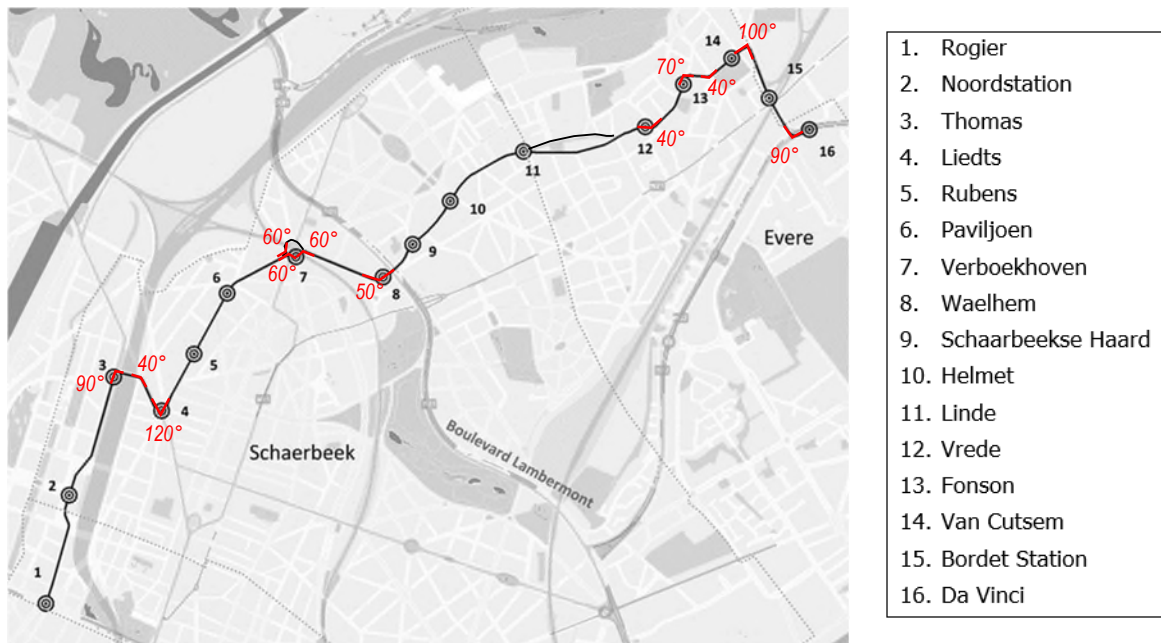 100°
14
70°
40°
15
13
12
40°
16
90°
11
10
Evere
60°
60°
9
60°
7
6
50°
8
3
40°
5
90°
4
120°
Schaerbeek
Boulevard Lambermont
2
1
1. Rogier
2. Noordstation
3. Thomas
4. Liedts
5. Rubens
6. Paviljoen
7. Verboekhoven
8. Waelhem
9. Schaarbeekse Haard
10. Helmet
11. Linde
12. Vrede
13. Fonson
14. Van Cutsem
15. Bordet Station
16. Da Vinci